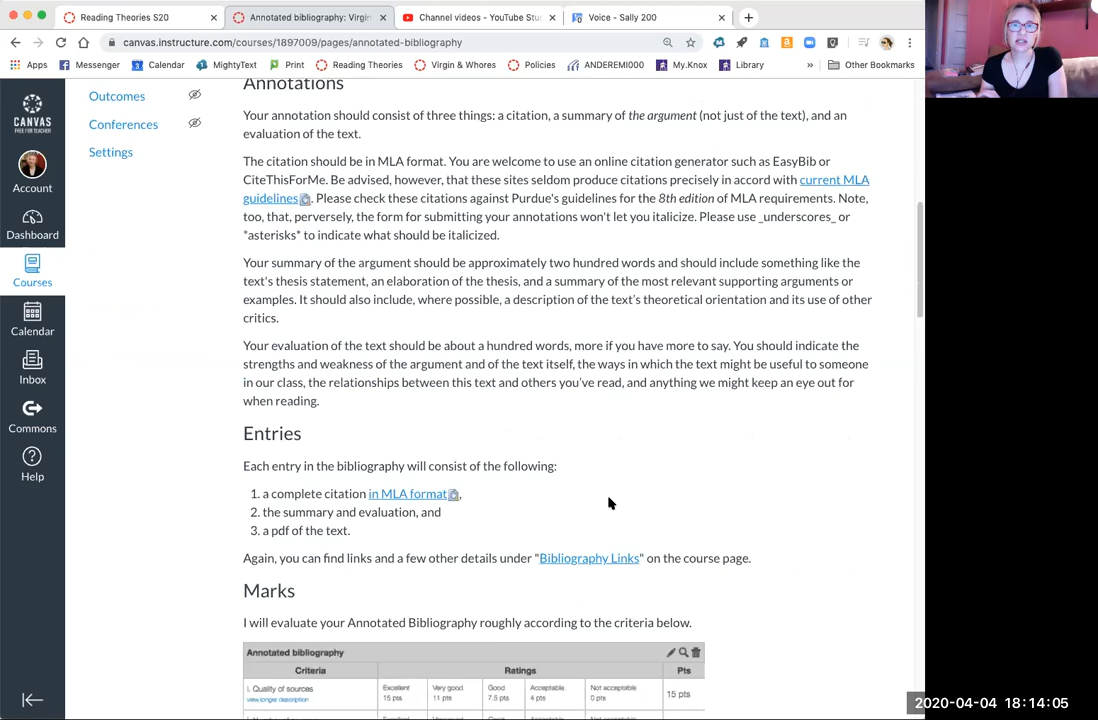 Reading Theories S20
Annotated bibliography: Virgin
Channel videos - YouTube Stu
Voice - Sally 200
canvas.instructure.com/courses/1897009/pages/annotated-bibliography
Apps Messenger Calendar MightyText Print Reading Theories Virgin & Whores Policies ANDEREMI000 My.Knox Library » Other Bookmarks
CANVAS
FREE FOR TEACHER
Account
Dashboard
Courses
Calendar
Inbox
Commons
Help
Outcomes
Conferences
Settings
Annotations
Your annotation should consist of three things: a citation, a summary of the argument (not just of the text), and an
evaluation of the text.
The citation should be in MLA format. You are welcome to use an online citation generator such as EasyBib or
CiteThisForMe. Be advised, however, that these sites seldom produce citations precisely in accord with current MLA
guidelines. Please check these citations against Purdue's guidelines for the 8th edition of MLA requirements. Note,
too, that, perversely, the form for submitting your annotations won't let you italicize. Please use _underscores_ or
*asterisks* to indicate what should be italicized.
Your summary of the argument should be approximately two hundred words and should include something like the
text's thesis statement, an elaboration of the thesis, and a summary of the most relevant supporting arguments or
examples. It should also include, where possible, a description of the text's theoretical orientation and its use of other
critics.
Your evaluation of the text should be about a hundred words, more if you have more to say. You should indicate the
strengths and weakness of the argument and of the text itself, the ways in which the text might be useful to someone
in our class, the relationships between this text and others you've read, and anything we might keep an eye out for
when reading.
Entries
Each entry in the bibliography will consist of the following:
1. a complete citation in MLA format,
2. the summary and evaluation, and
3. a pdf of the text.
Again, you can find links and a few other details under "Bibliography Links" on the course page.
Marks
I will evaluate your Annotated Bibliography roughly according to the criteria below.
Annotated bibliography
Criteria Ratings Pts
I. Quality of sources Excellent Very good Good Acceptable Not acceptable 15 pts
view longer description 15 pts 11 pts 7.5 pts 4 pts 0 pts
2020-04-04 18:14:05